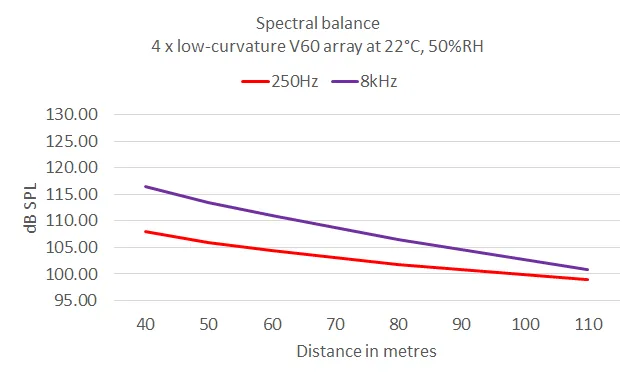 Spectral balance
4 x low-curvature V60 array at 22°C, 50%RH
250Hz 8kHz
130.00
125.00
120.00
115.00
110.00
105.00
100.00
95.00
dB SPL
40 50 60 70 80 90 100 110
Distance in metres